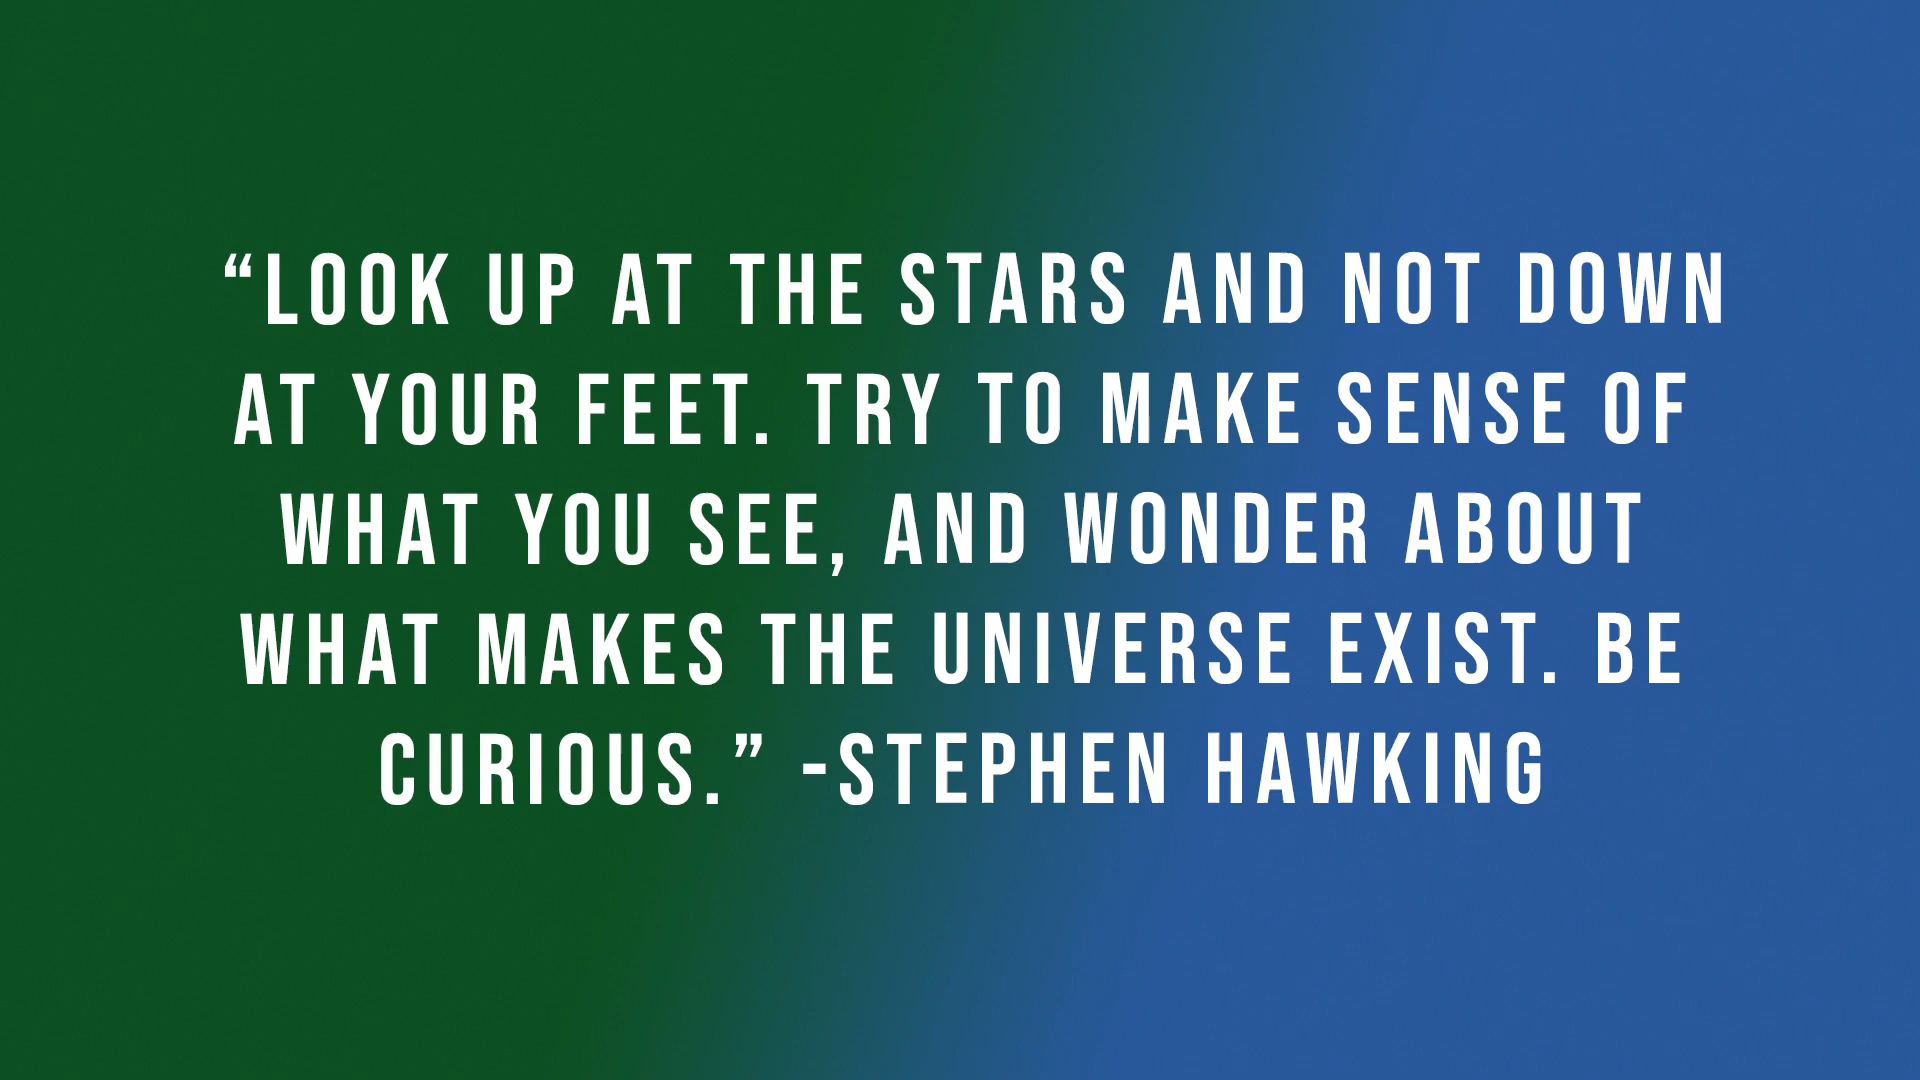 “LOOK UP AT THE STARS AND NOT DOWN
AT YOUR FEET. TRY TO MAKE SENSE OF
WHAT YOU SEE, AND WONDER ABOUT
WHAT MAKES THE UNIVERSE EXIST. BE
CURIOUS.” -STEPHEN HAWKING